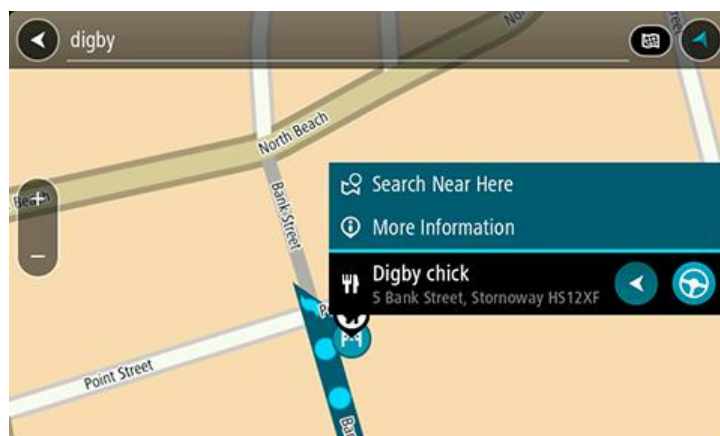 digby
North Beach
Bank Street
Search Near Here
More Information
Digby chick
5 Bank Street, Stornoway HS12XF
Point Street